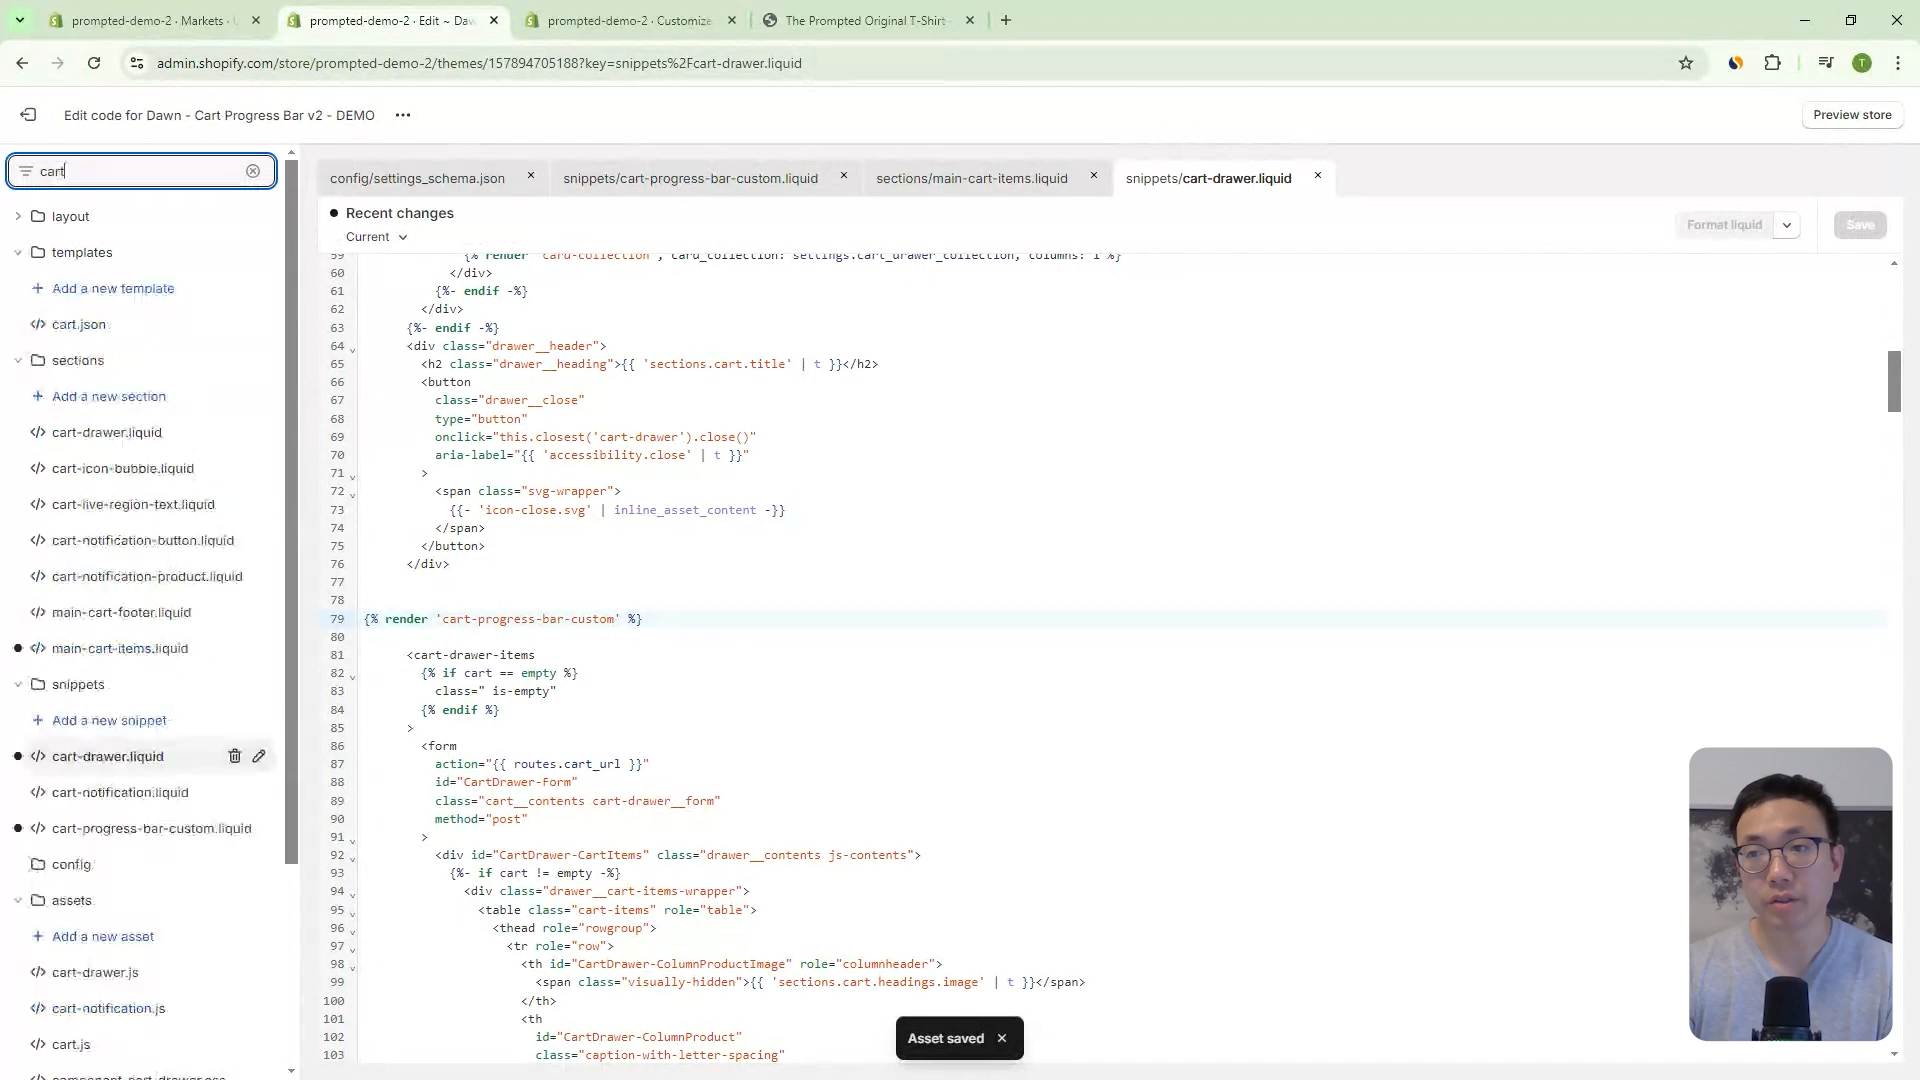 prompted-demo-2 · Markets ·
prompted-demo-2 · Edit ~ Daw
prompted-demo-2 · Customize
The Prompted Original T-Shirt
admin.shopify.com/store/prompted-demo-2/themes/157894705188?key=snippets%2Fcart-drawer.liquid
T
Edit code for Dawn - Cart Progress Bar v2 - DEMO
Preview store
cart
layout
templates
Add a new template
cart.json
sections
Add a new section
cart-drawer.liquid
cart-icon-bubble.liquid
cart-live-region-text.liquid
cart-notification-button.liquid
cart-notification-product.liquid
main-cart-footer.liquid
main-cart-items.liquid
snippets
Add a new snippet
cart-drawer.liquid
cart-notification.liquid
cart-progress-bar-custom.liquid
config
assets
Add a new asset
cart-drawer.js
cart-notification.js
cart.js
component-cart-drawer.css
config/settings_schema.json
snippets/cart-progress-bar-custom.liquid
sections/main-cart-items.liquid
snippets/cart-drawer.liquid
Recent changes
Current
Format liquid
Save
59 {% render 'card-collection', card_collection: settings.cart_drawer_collection, columns: 1 %}
60 </div>
61 {%- endif -%}
62 </div>
63 {%- endif -%}
64 <div class="drawer__header">
65 <h2 class="drawer__heading">{{ 'sections.cart.title' | t }}</h2>
66 <button
67 class="drawer__close"
68 type="button"
69 onclick="this.closest('cart-drawer').close()"
70 aria-label="{{ 'accessibility.close' | t }}"
71 >
72 <span class="svg-wrapper">
73 {{- 'icon-close.svg' | inline_asset_content -}}
74 </span>
75 </button>
76 </div>
77
78
79 {% render 'cart-progress-bar-custom' %}
80
81 <cart-drawer-items
82 {% if cart == empty %}
83 class=" is-empty"
84 {% endif %}
85 >
86 <form
87 action="{{ routes.cart_url }}"
88 id="CartDrawer-Form"
89 class="cart__contents cart-drawer__form"
90 method="post"
91 >
92 <div id="CartDrawer-CartItems" class="drawer__contents js-contents">
93 {%- if cart != empty -%}
94 <div class="drawer__cart-items-wrapper">
95 <table class="cart-items" role="table">
96 <thead role="rowgroup">
97 <tr role="row">
98 <th id="CartDrawer-ColumnProductImage" role="columnheader">
99 <span class="visually-hidden">{{ 'sections.cart.headings.image' | t }}</span>
100 </th>
101 <th
102 id="CartDrawer-ColumnProduct"
103 class="caption-with-letter-spacing"
Asset saved